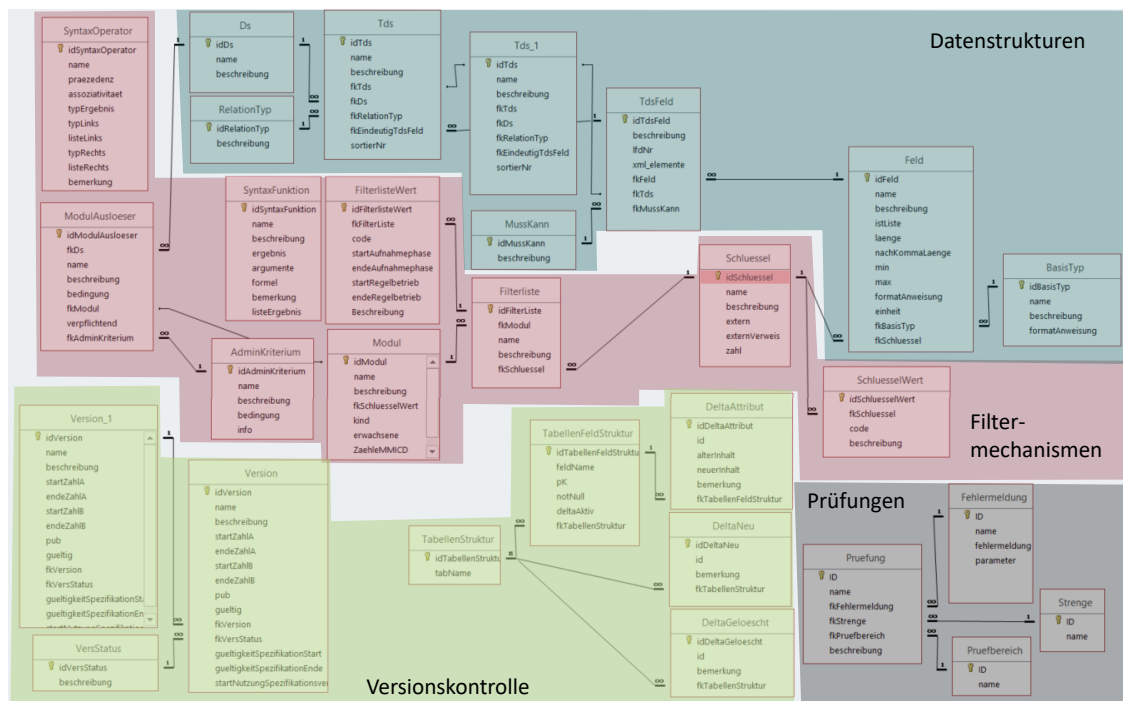 SyntaxOperator
idSyntaxOperator
name
praezedenz
assoziativitaet
typErgebnis
typLinks
listeLinks
typRechts
listeRechts
bemerkung
Ds
idDs
name
beschreibung
RelationTyp
idRelationTyp
beschreibung
Tds
idTds
name
beschreibung
fkTds
fkDs
fkRelationTyp
fkEindeutigTdsFeld
sortierNr
Tds_1
idTds
name
beschreibung
fkTds
fkDs
fkRelationTyp
fkEindeutigTdsFeld
sortierNr
Datenstrukturen
TdsFeld
idTdsFeld
beschreibung
lfdNr
xml_elemente
fkFeld
fkTds
fkMussKann
Feld
idFeld
name
beschreibung
istListe
laenge
nachKommaLaenge
min
max
formatAnweisung
einheit
fkBasisTyp
fkSchluessel
BasisTyp
idBasisTyp
name
beschreibung
formatAnweisung
MussKann
idMussKann
beschreibung
ModulAusloeser
idModulAusloeser
fkDs
name
beschreibung
bedingung
fkModul
verpflichtend
fkAdminKriterium
SyntaxFunktion
idSyntaxFunktion
name
beschreibung
ergebnis
argumente
formel
bemerkung
listeErgebnis
FilterlisteWert
idFilterlisteWert
fkFilterListe
code
startAufnahmephase
endeAufnahmephase
startRegelbetrieb
endeRegelbetrieb
Beschreibung
Filterliste
idFilterListe
fkModul
name
beschreibung
fkSchluessel
Schluessel
idSchluessel
name
beschreibung
extern
externVerweis
zahl
AdminKriterium
idAdminKriterium
name
beschreibung
bedingung
info
Modul
idModul
name
beschreibung
fkSchluesselWert
kind
erwachsene
ZaehleMMICD
SchluesselWert
idSchluesselWert
fkSchluessel
code
beschreibung
Filter-
mechanismen
Version_1
idVersion
name
beschreibung
startZahlA
endeZahlA
startZahlB
endeZahlB
pub
gueltig
fkVersion
fkVersStatus
gueltigkeitSpezifikationSta
gueltigkeitSpezifikationEn
VersStatus
idVersStatus
beschreibung
Version
idVersion
name
beschreibung
startZahlA
endeZahlA
startZahlB
endeZahlB
pub
gueltig
fkVersion
fkVersStatus
gueltigkeitSpezifikationStart
gueltigkeitSpezifikationEnde
startNutzungSpezifikationsver
Versionskontrolle
TabellenStruktur
idTabellenStruktu
tabName
TabellenFeldStruktur
idTabellenFeldStruktu
feldName
pK
notNull
deltaAktiv
fkTabellenStruktur
DeltaAttribut
idDeltaAttribut
id
alterInhalt
neuerInhalt
bemerkung
fkTabellenFeldStruktur
DeltaNeu
idDeltaNeu
id
bemerkung
fkTabellenStruktur
DeltaGeloescht
idDeltaGeloescht
id
bemerkung
fkTabellenStruktur
Prüfungen
Pruefung
ID
name
fkFehlermeldung
fkStrenge
fkPruefbereich
beschreibung
Fehlermeldung
ID
name
fehlermeldung
parameter
Strenge
ID
name
Pruefbereich
ID
name